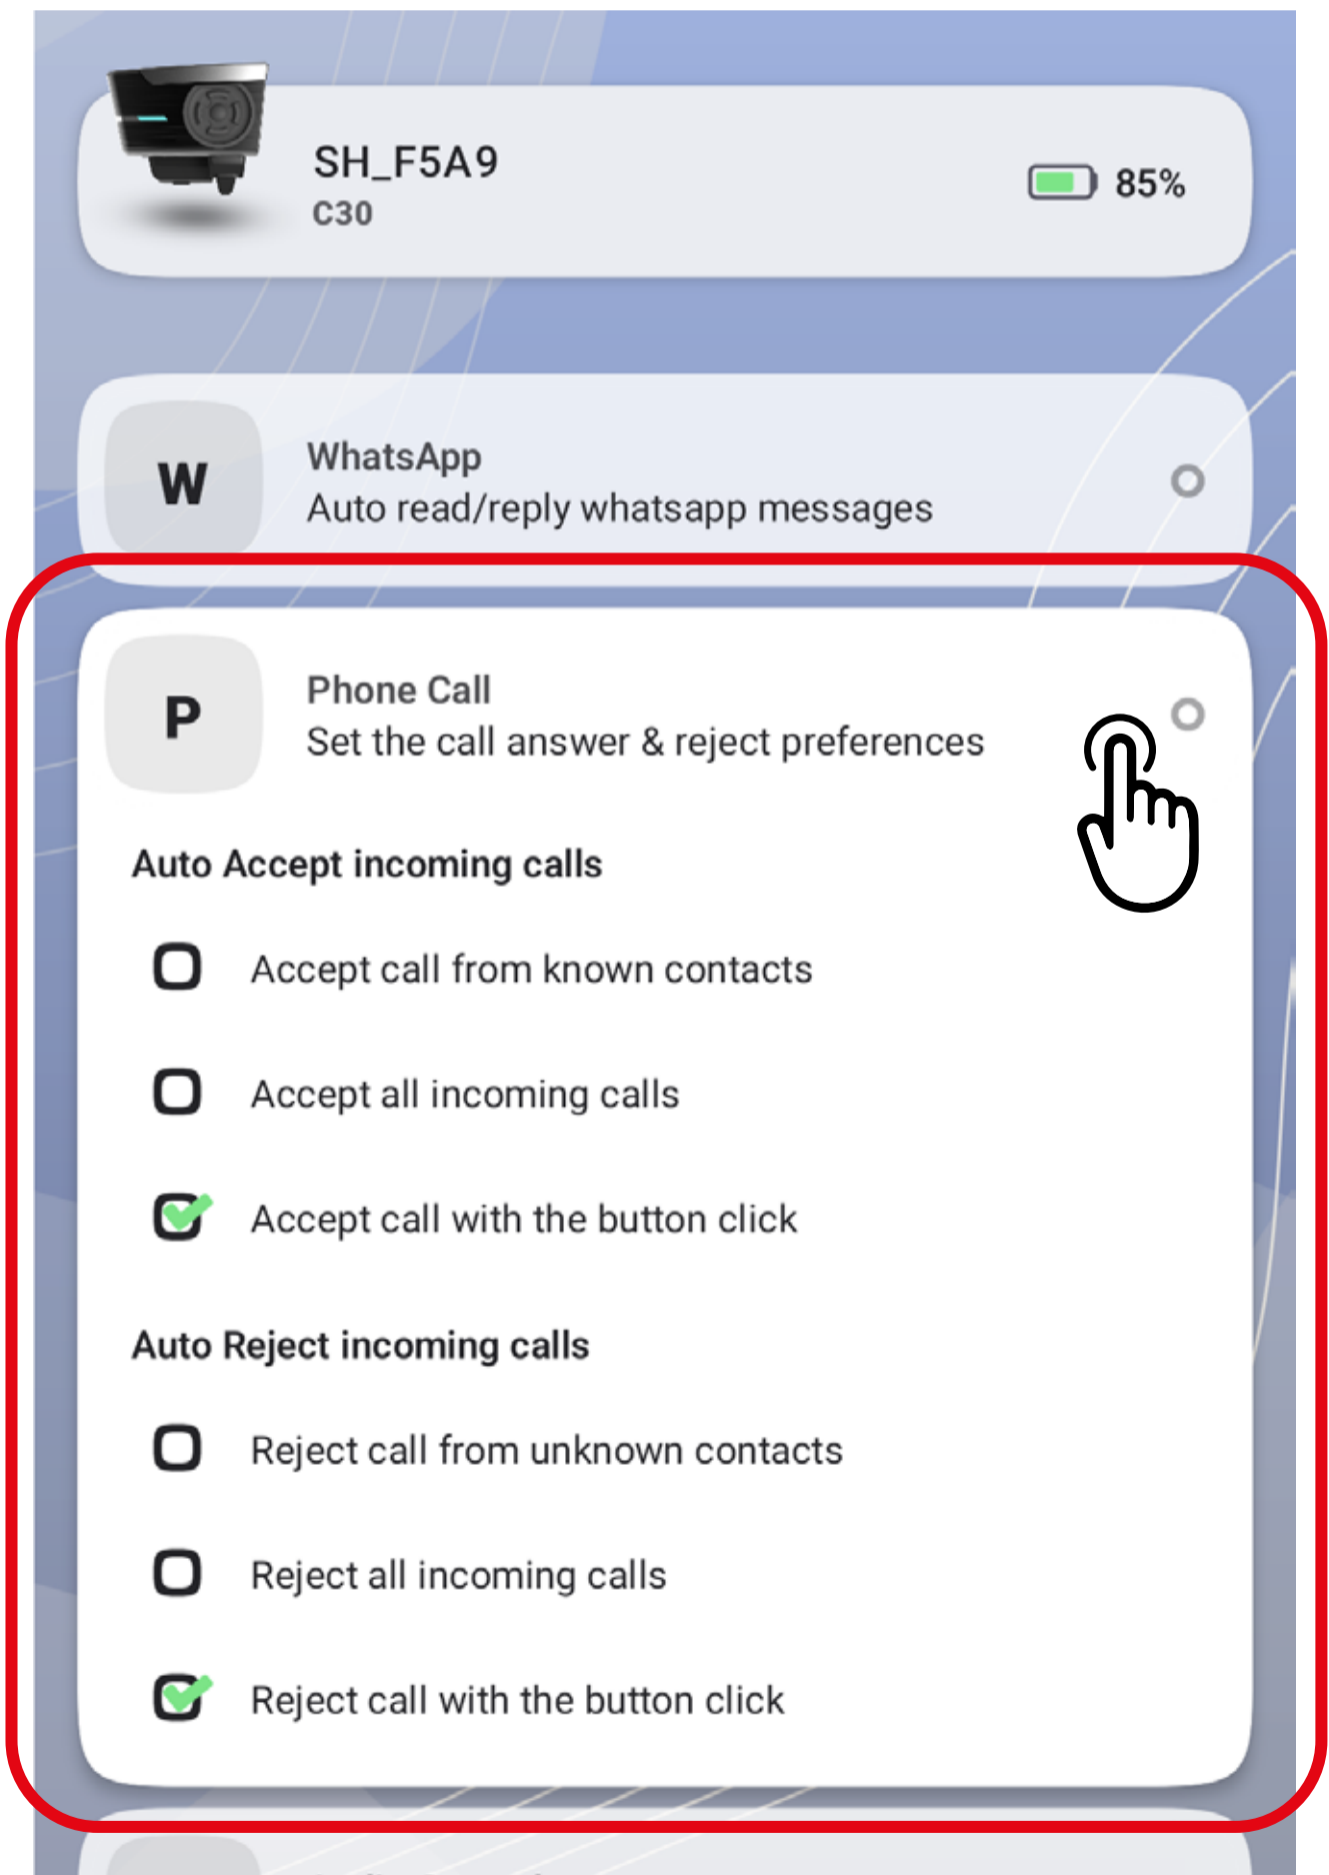 SH_F5A9
C30
85%
W
WhatsApp
Auto read/reply whatsapp messages
P
Phone Call
Set the call answer & reject preferences
Auto Accept incoming calls
Accept call from known contacts
Accept all incoming calls
Accept call with the button click
Auto Reject incoming calls
Reject call from unknown contacts
Reject all incoming calls
Reject call with the button click